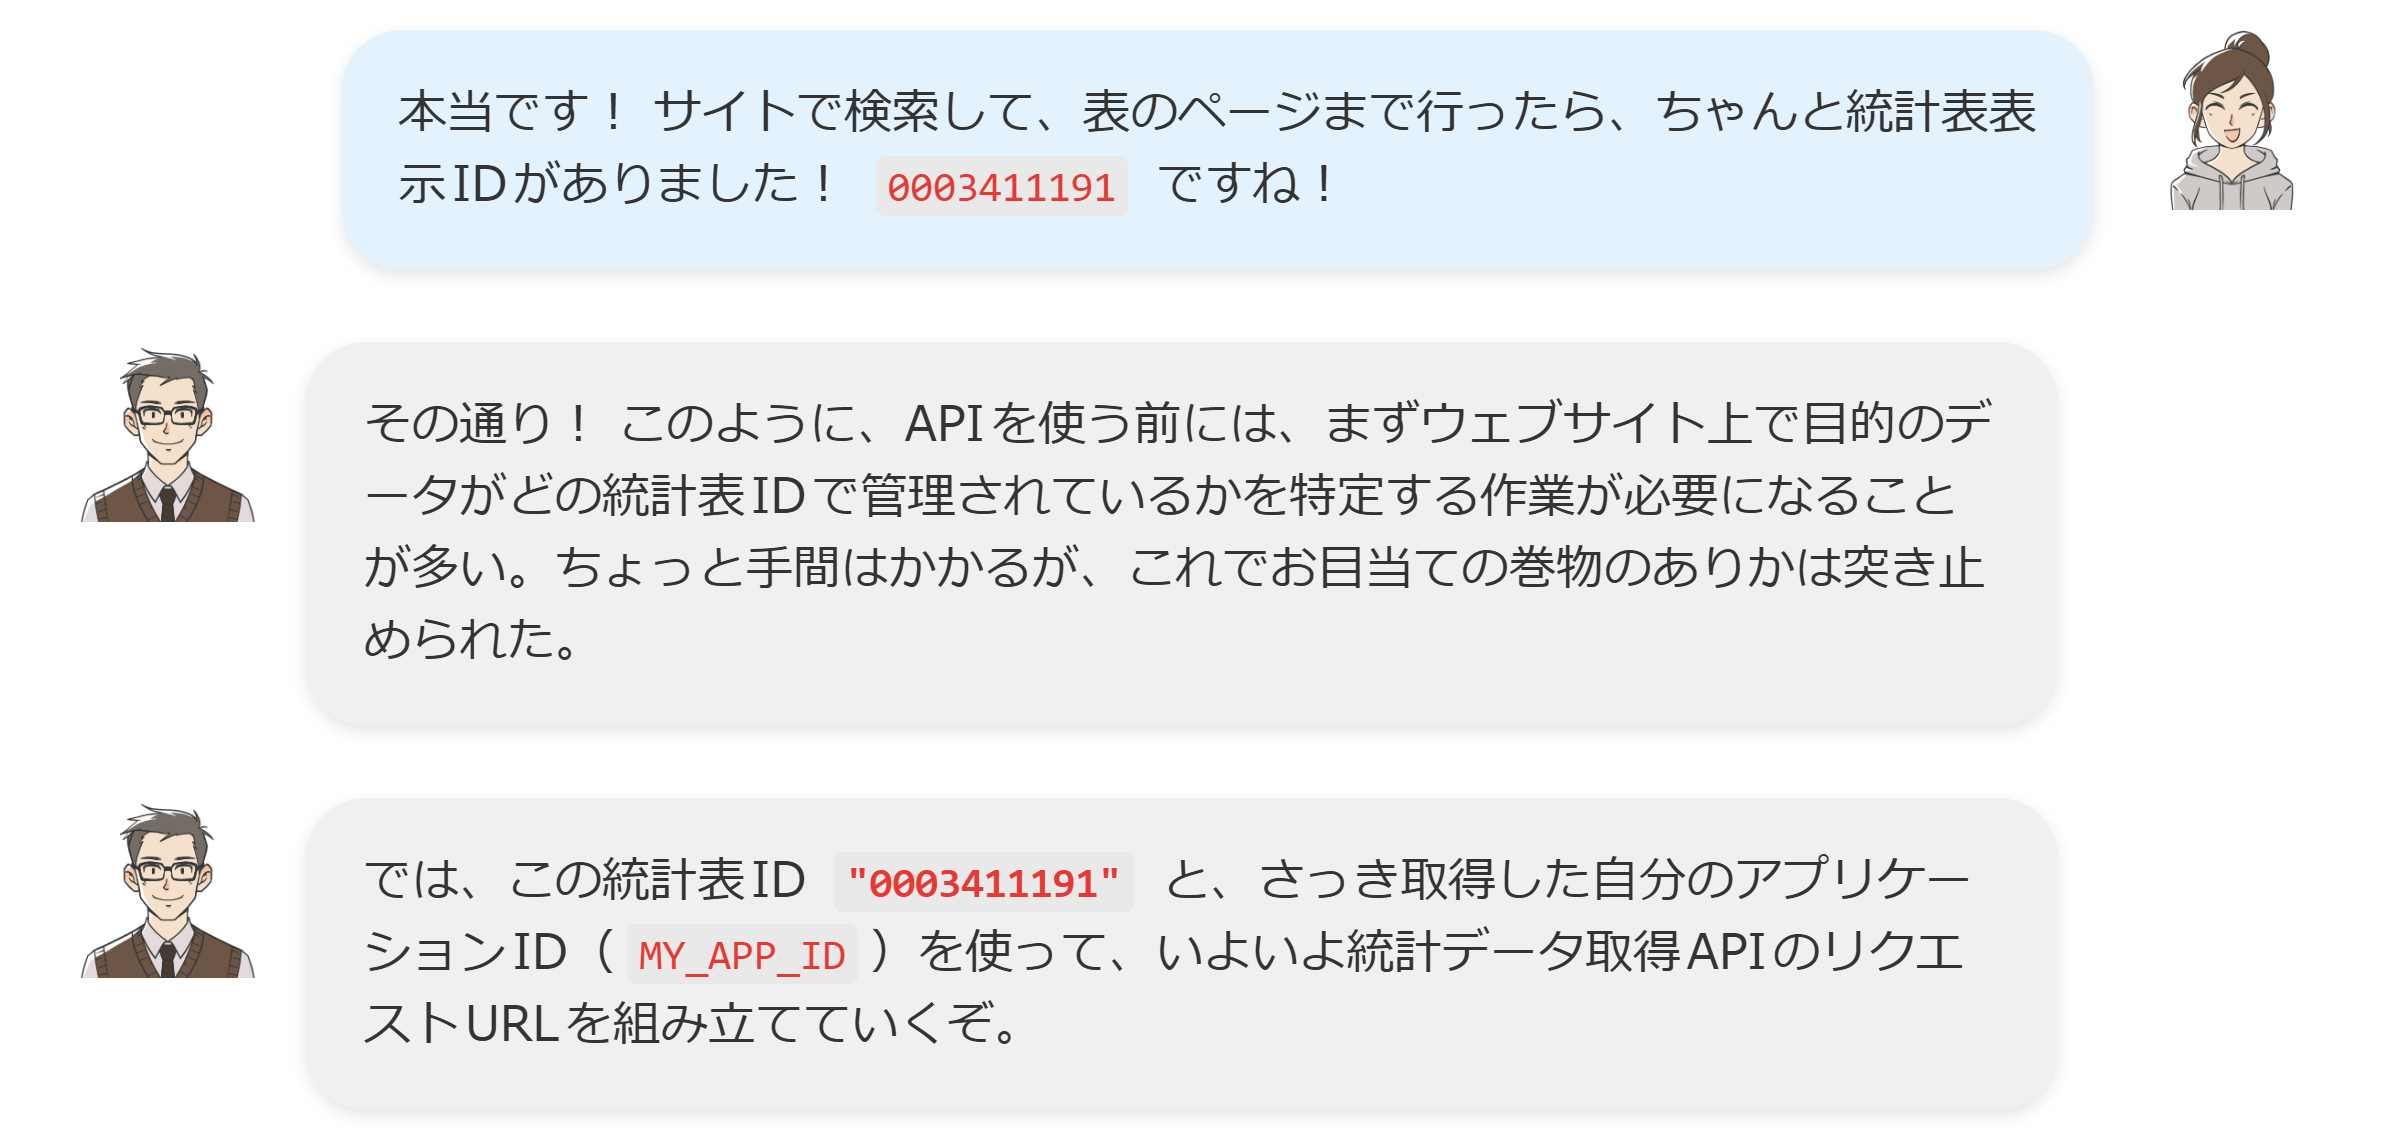 本当です！ サイトで検索して、表のページまで行ったら、ちゃんと統計表表
示IDがありました！ 0003411191 ですね！
その通り！ このように、APIを使う前には、まずウェブサイト上で目的のデ
ータがどの統計表IDで管理されているかを特定する作業が必要になること
が多い。ちょっと手間はかかるが、これでお目当ての巻物のありかは突き止
められた。
では、この統計表ID "0003411191" と、さっき取得した自分のアプリケー
ションID（ MY_APP_ID ）を使って、いよいよ統計データ取得APIのリクエ
ストURLを組み立てていくぞ。